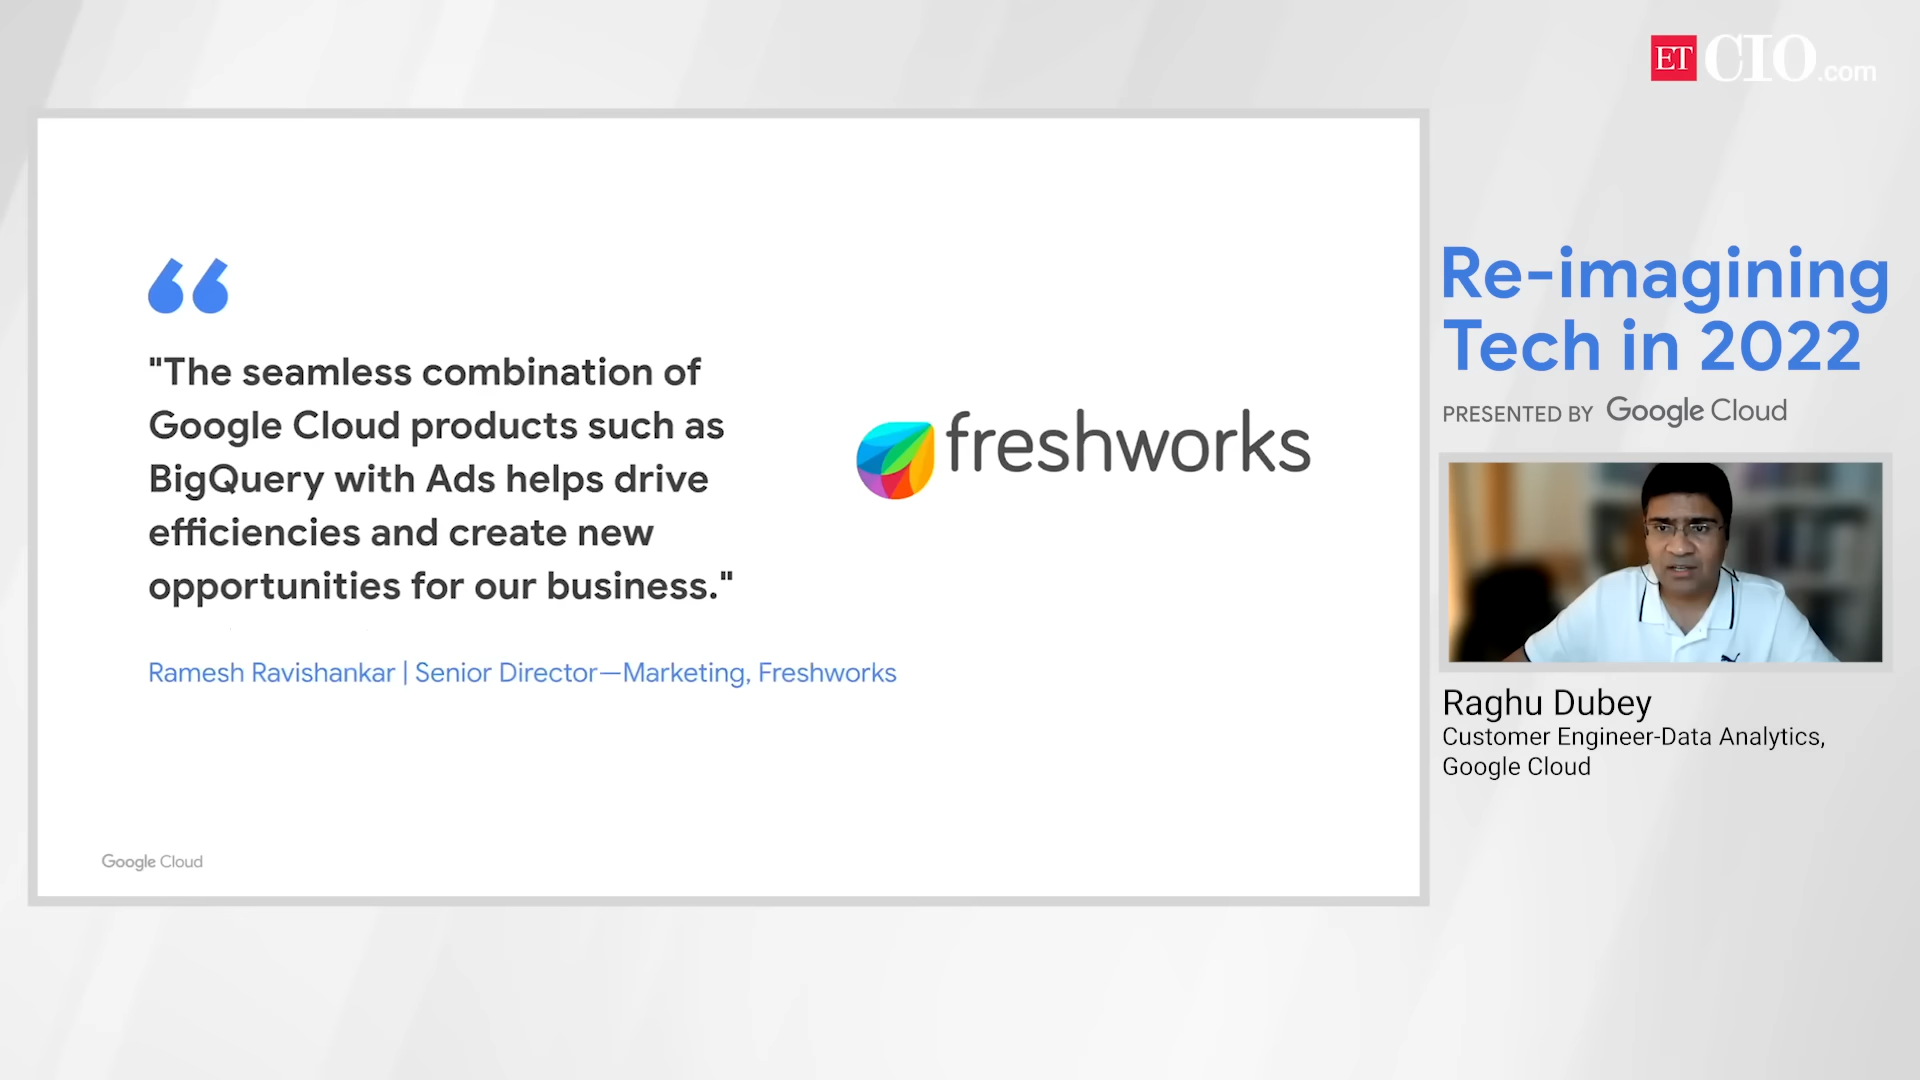 ET CIO.com
“
"The seamless combination of
Google Cloud products such as
BigQuery with Ads helps drive
efficiencies and create new
opportunities for our business."
Ramesh Ravishankar | Senior Director—Marketing, Freshworks
freshworks
Google Cloud
Re-imagining
Tech in 2022
PRESENTED BY Google Cloud
Raghu Dubey
Customer Engineer-Data Analytics,
Google Cloud